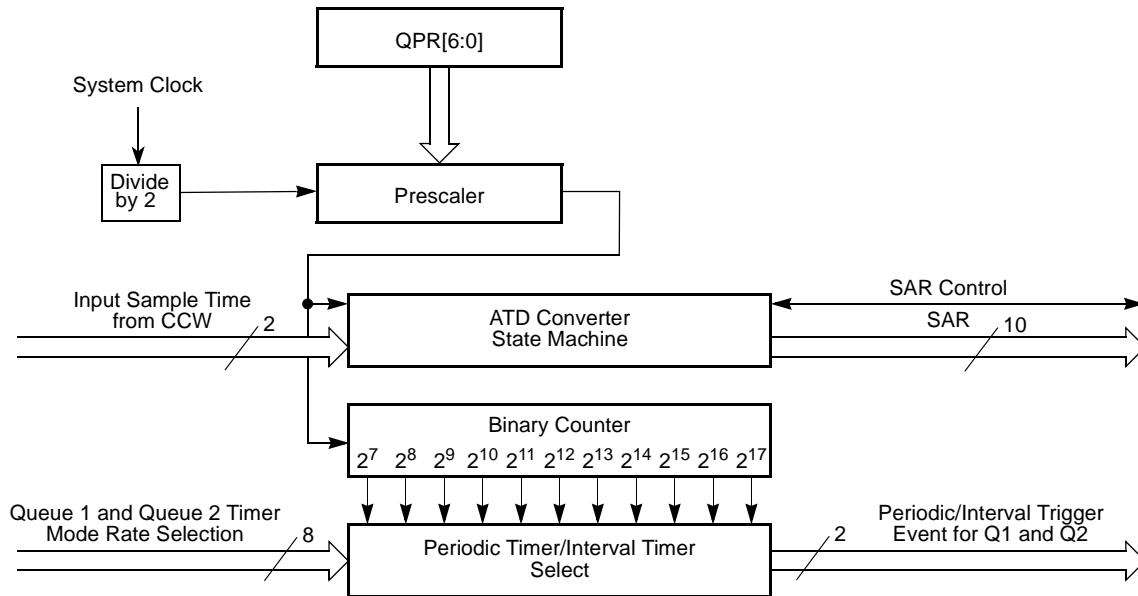 QPR[6:0]
System Clock
Divide
by 2
Prescaler
Input Sample Time
from CCW
2
ATD Converter
State Machine
SAR Control
SAR
10
Binary Counter
2^7 2^8 2^9 2^10 2^11 2^12 2^13 2^14 2^15 2^16 2^17
Queue 1 and Queue 2 Timer
Mode Rate Selection
8
Periodic Timer/Interval Timer
Select
2
Periodic/Interval Trigger
Event for Q1 and Q2